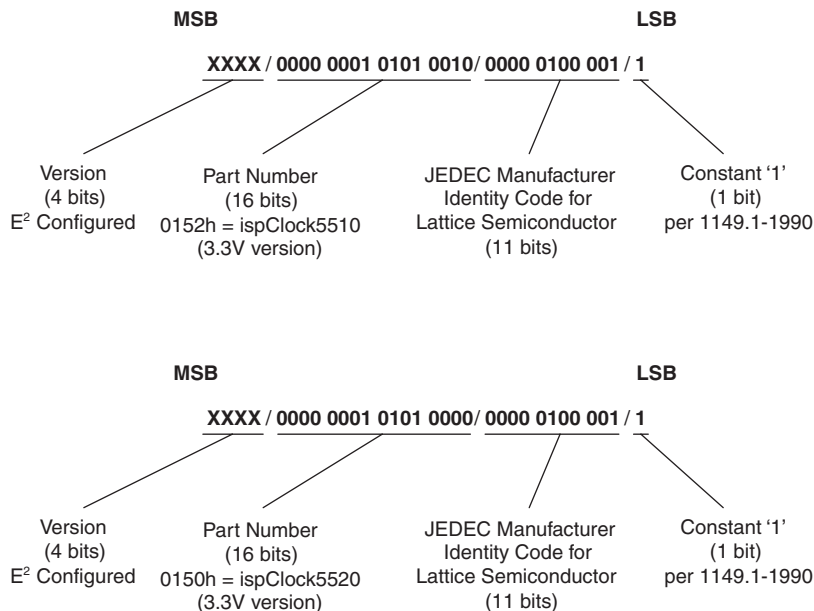 MSB LSB
XXXX / 0000 0001 0101 0010/ 0000 0100 001 / 1
Version
(4 bits)
E² Configured
Part Number
(16 bits)
0152h = ispClock5510
(3.3V version)
JEDEC Manufacturer
Identity Code for
Lattice Semiconductor
(11 bits)
Constant ‘1’
(1 bit)
per 1149.1-1990
MSB LSB
XXXX / 0000 0001 0101 0000/ 0000 0100 001 / 1
Version
(4 bits)
E² Configured
Part Number
(16 bits)
0150h = ispClock5520
(3.3V version)
JEDEC Manufacturer
Identity Code for
Lattice Semiconductor
(11 bits)
Constant ‘1’
(1 bit)
per 1149.1-1990